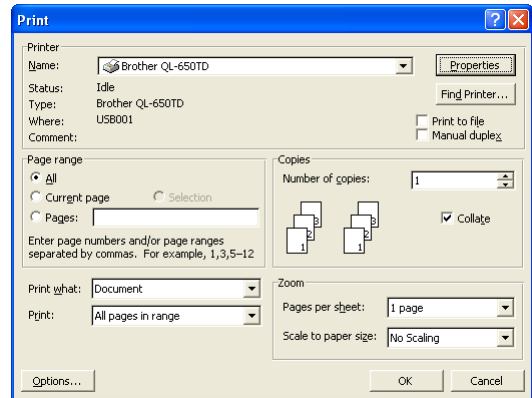 Print
Printer
Name: Brother QL-650TD Properties
Status: Idle
Find Printer...
Type: Brother QL-650TD
Where: USB001
Print to file
Comment:
Manual duplex
Page range
All
Current page Selection
Pages:
Enter page numbers and/or page ranges
separated by commas. For example, 1,3,5–12
Copies
Number of copies: 1
3 3
2 2
1 1
Collate
Print what: Document
Print: All pages in range
Zoom
Pages per sheet: 1 page
Scale to paper size: No Scaling
Options... OK Cancel